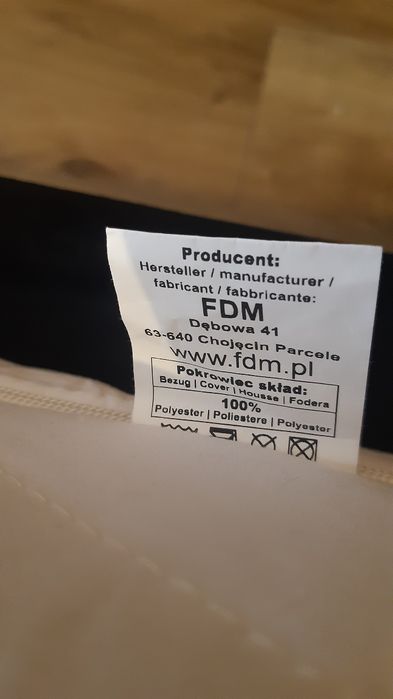 Producent:
Hersteller / manufacturer /
fabricant / fabbricante:
FDM
Dębowa 41
63-640 Chojęcin Parcele
www.fdm.pl
Pokrowiec skład:
Bezug | Cover | Housse | Fodera
100%
Polyester | Poliestere | Polyester